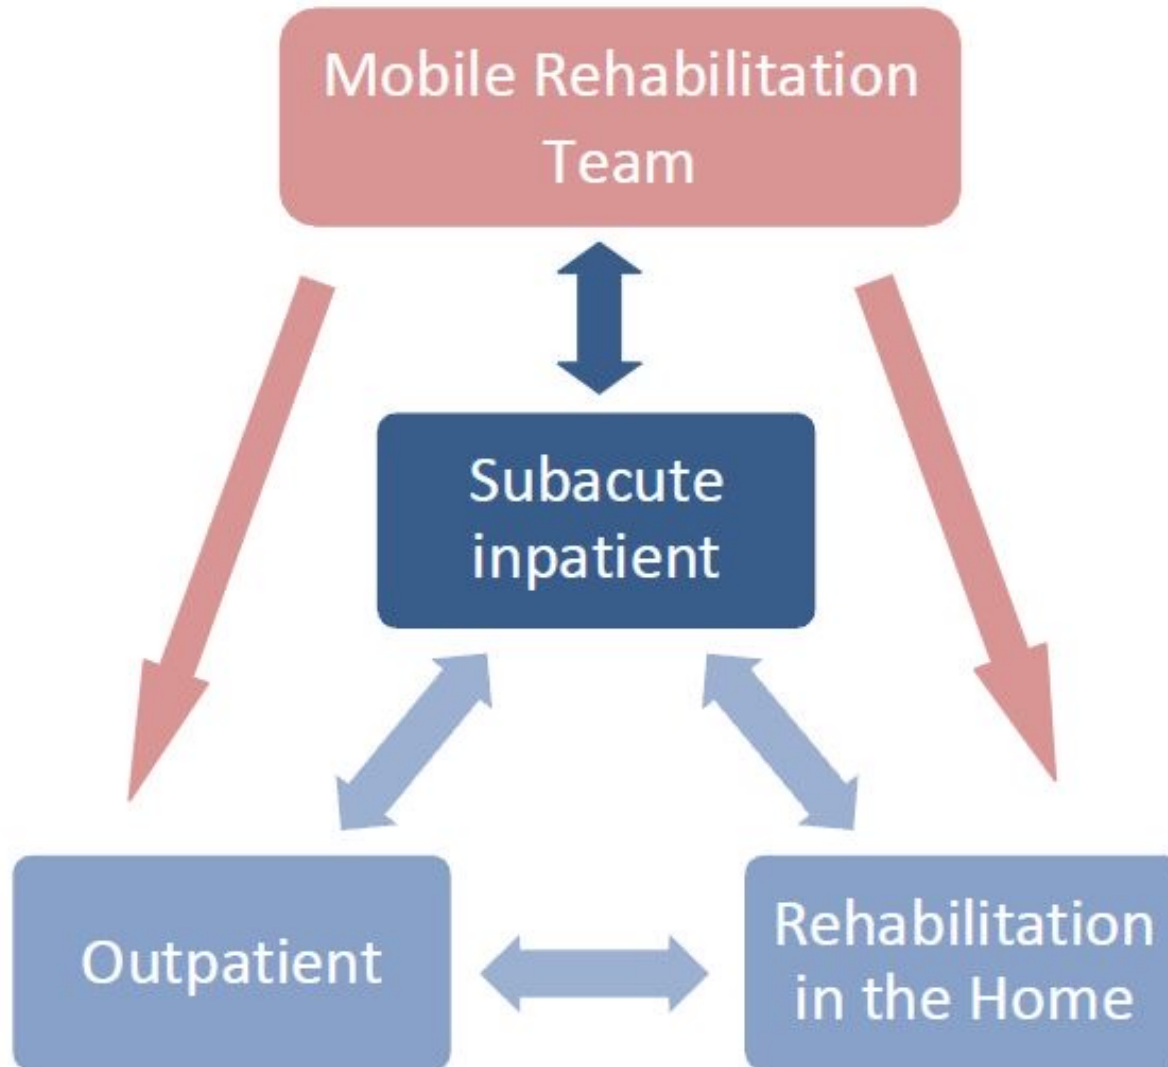 Mobile Rehabilitation
Team
Subacute
inpatient
Outpatient
Rehabilitation
in the Home